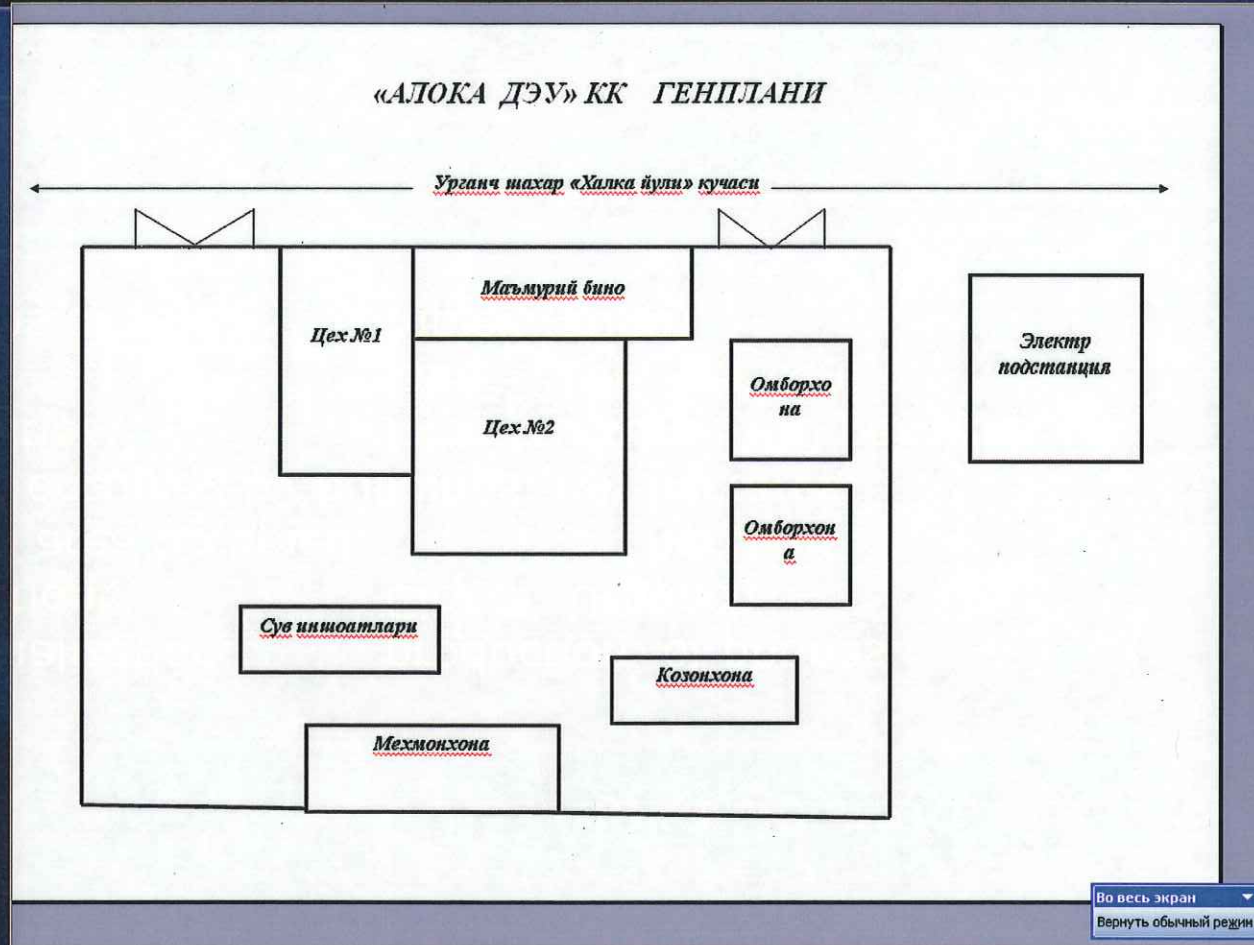 «АЛОКА ДЭУ» КК ГЕНПЛАНИ
Урганч шахар «Халка йули» кучаси
Маъмурий бино
Цех №1
Электр
подстанция
Омборхо
на
Цех №2
Омборхон
а
Сув иншоатлари
Козонхона
Мехмонхона
Во весь экран
Вернуть обычный режим